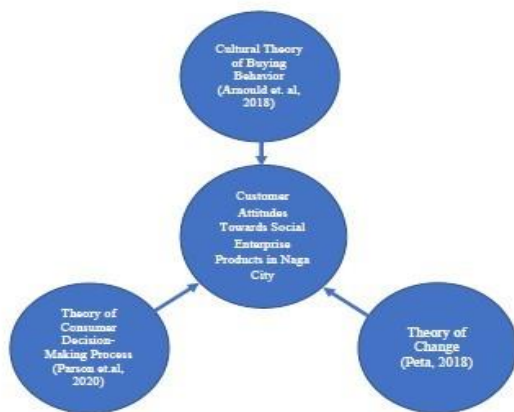 Cultural Theory
of Buying
Behavior
(Arnould et. al,
2018)
Customer
Attitudes
Towards Social
Enterprise
Products in Naga
City
Theory of
Consumer
Decision-
Making Process
(Parson et.al,
2020)
Theory of
Change
(Peta, 2018)